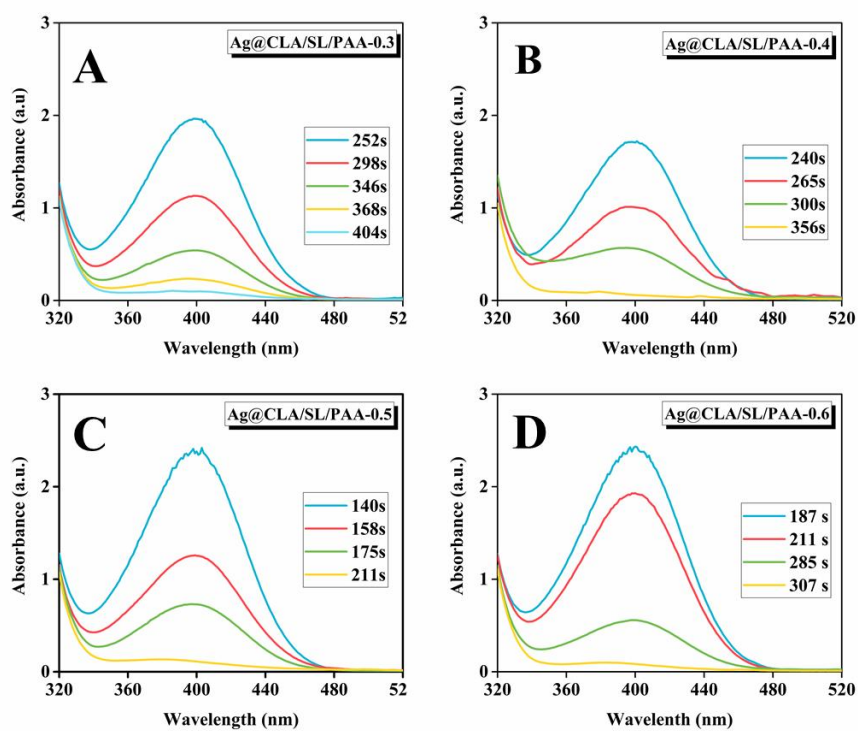 A
Ag@CLA/SL/PAA-0.3
252s
298s
346s
368s
404s
Absorbance (a.u)
3
2
1
0
320 360 400 440 480 52
Wavelength (nm)
B
Ag@CLA/SL/PAA-0.4
240s
265s
300s
356s
Absorbance (a.u)
3
2
1
0
320 360 400 440 480 520
Wavelength (nm)
C
Ag@CLA/SL/PAA-0.5
140s
158s
175s
211s
Absorbance (a.u.)
3
2
1
0
320 360 400 440 480 52
Wavelength (nm)
D
Ag@CLA/SL/PAA-0.6
187 s
211 s
285 s
307 s
Absorbance (a.u.)
3
2
1
0
320 360 400 440 480 520
Wavelenth (nm)